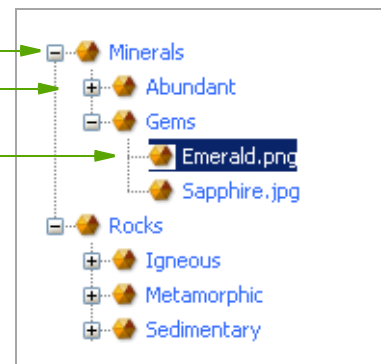 Minerals
Abundant
Gems
Emerald.png
Sapphire.jpg
Rocks
Igneous
Metamorphic
Sedimentary